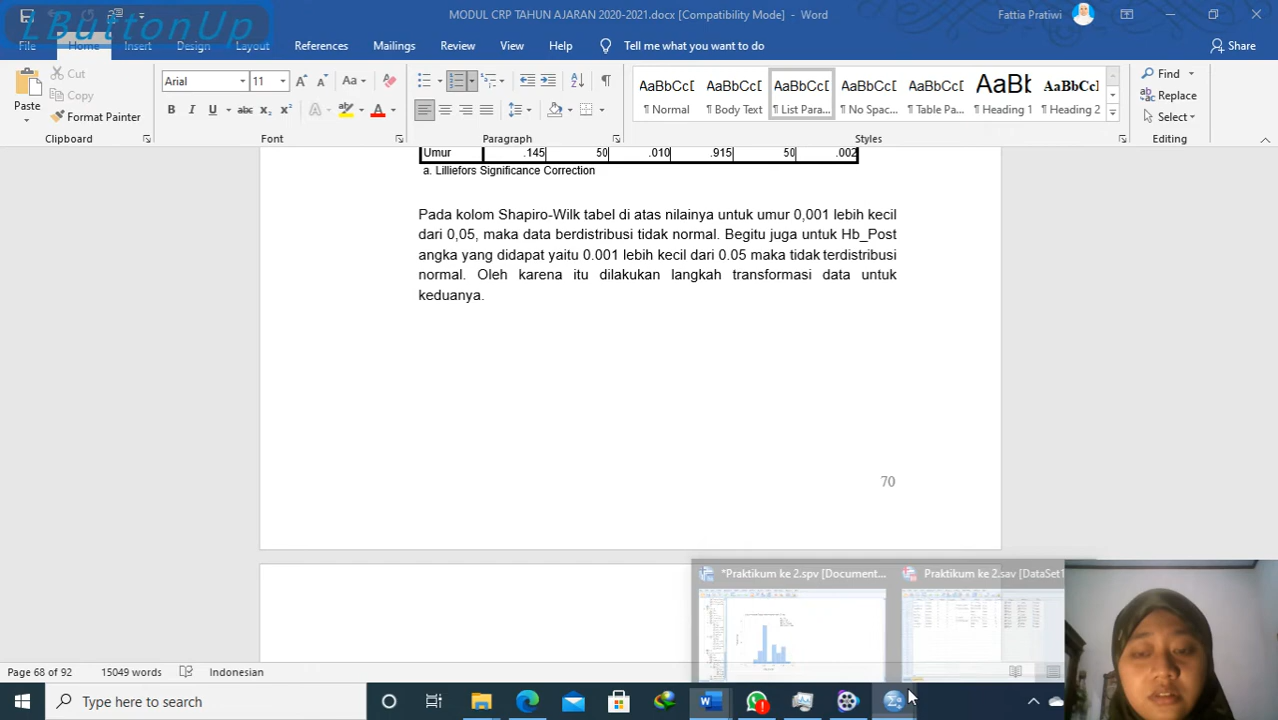 MODUL CRP TAHUN AJARAN 2020-2021.docx [Compatibility Mode] - Word
Fattia Pratiwi
LButtonUp
File Home Insert Design Layout References Mailings Review View Help Tell me what you want to do Share
Cut
Copy
Paste
Format Painter
Arial 11
AaBbCcD AaBbCcD AaBbCcD AaBbCcD AaBbCcD AaBb AaBbCc
¶ Normal ¶ Body Text ¶ List Para... ¶ No Spac... ¶ Table Pa... ¶ Heading 1 ¶ Heading 2
Find
Replace
Select
Clipboard Font Paragraph Styles Editing
Umur .145 50 .010 .915 50 .002
a. Lilliefors Significance Correction
Pada kolom Shapiro-Wilk tabel di atas nilainya untuk umur 0,001 lebih kecil
dari 0,05, maka data berdistribusi tidak normal. Begitu juga untuk Hb_Post
angka yang didapat yaitu 0.001 lebih kecil dari 0.05 maka tidak terdistribusi
normal. Oleh karena itu dilakukan langkah transformasi data untuk
keduanya.
70
*Praktikum ke 2.spv [Document... Praktikum ke 2.sav [DataSet1
Page 68 of 92 15049 words Indonesian
Type here to search